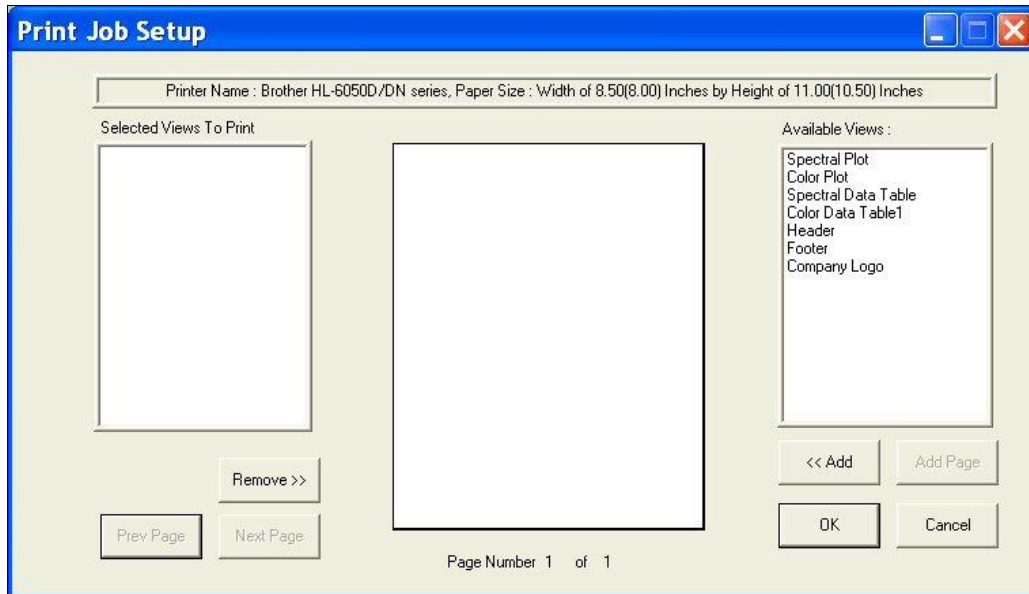 Print Job Setup
Printer Name : Brother HL-6050D/DN series, Paper Size : Width of 8.50(8.00) Inches by Height of 11.00(10.50) Inches
Selected Views To Print
Available Views :
Spectral Plot
Color Plot
Spectral Data Table
Color Data Table1
Header
Footer
Company Logo
Remove >>
<< Add
Add Page
Prev Page
Next Page
OK
Cancel
Page Number 1 of 1